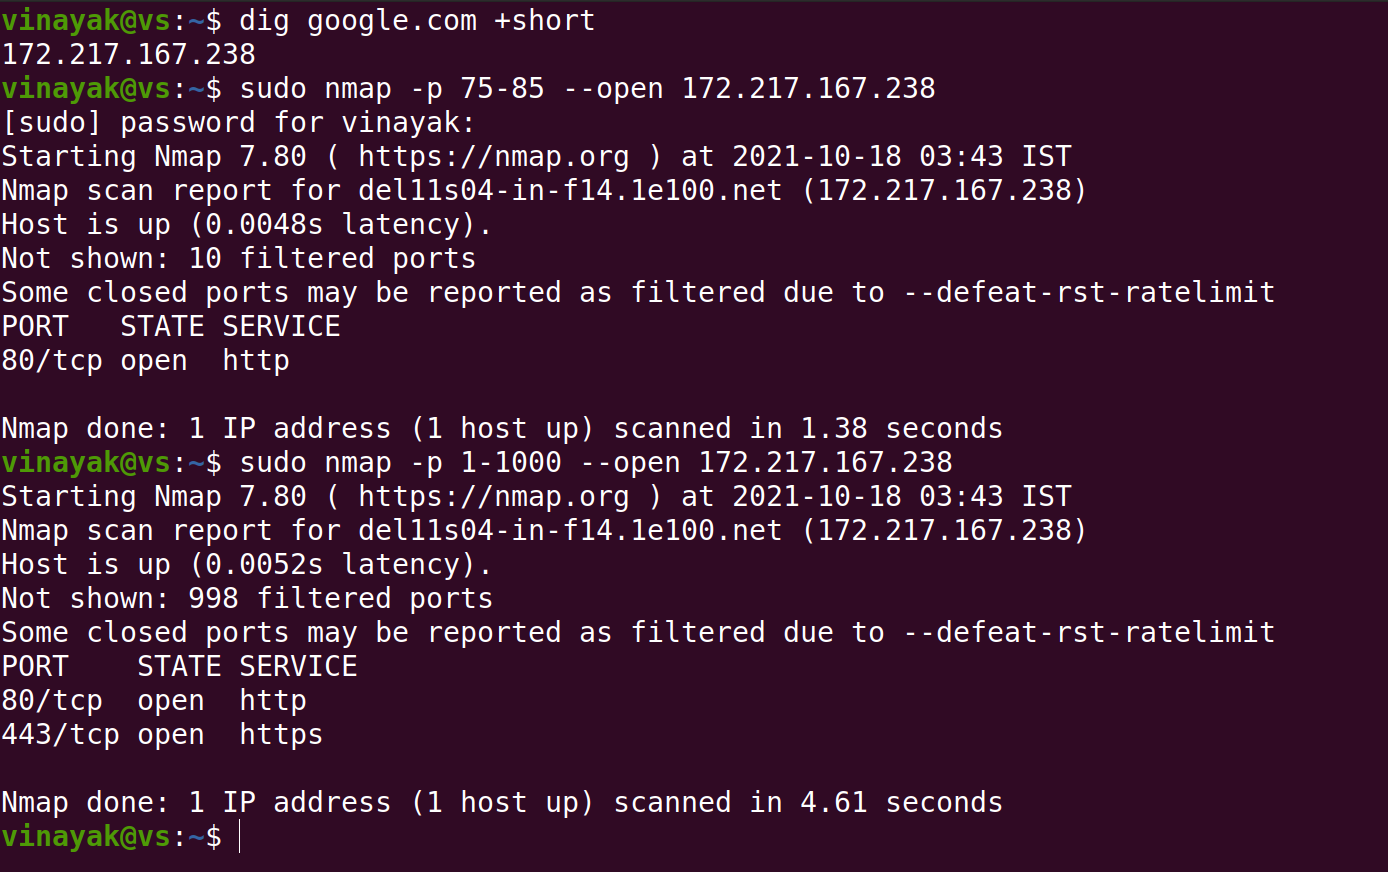 vinayak@vs:~$ dig google.com +short
172.217.167.238
vinayak@vs:~$ sudo nmap -p 75-85 --open 172.217.167.238
[sudo] password for vinayak:
Starting Nmap 7.80 ( https://nmap.org ) at 2021-10-18 03:43 IST
Nmap scan report for del11s04-in-f14.1e100.net (172.217.167.238)
Host is up (0.0048s latency).
Not shown: 10 filtered ports
Some closed ports may be reported as filtered due to --defeat-rst-ratelimit
PORT   STATE SERVICE
80/tcp open  http

Nmap done: 1 IP address (1 host up) scanned in 1.38 seconds
vinayak@vs:~$ sudo nmap -p 1-1000 --open 172.217.167.238
Starting Nmap 7.80 ( https://nmap.org ) at 2021-10-18 03:43 IST
Nmap scan report for del11s04-in-f14.1e100.net (172.217.167.238)
Host is up (0.0052s latency).
Not shown: 998 filtered ports
Some closed ports may be reported as filtered due to --defeat-rst-ratelimit
PORT    STATE SERVICE
80/tcp  open  http
443/tcp open  https

Nmap done: 1 IP address (1 host up) scanned in 4.61 seconds
vinayak@vs:~$